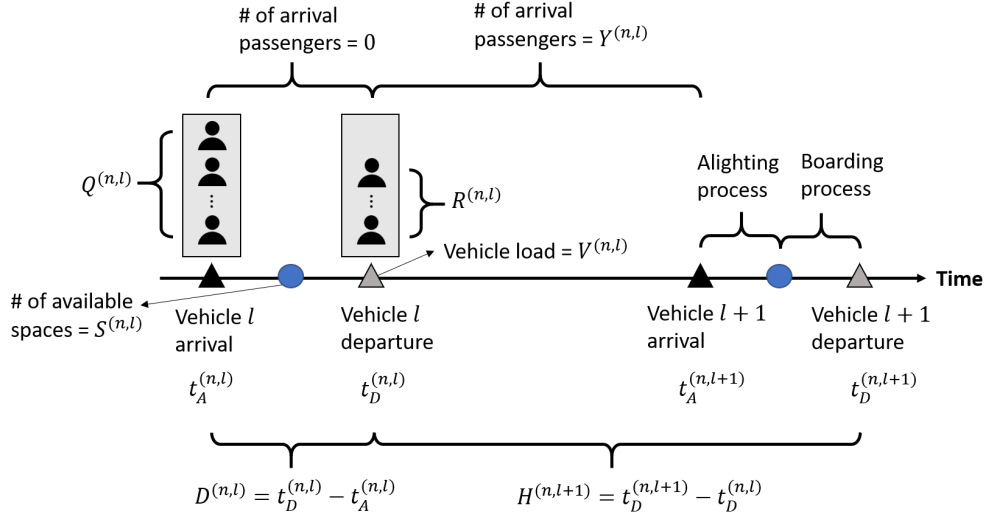 # of arrival
passengers = 0
# of arrival
passengers = Y^(n,l)
Q^(n,l)
R^(n,l)
Alighting
process
Boarding
process
Vehicle load = V^(n,l)
Time
# of available
spaces = S^(n,l)
Vehicle l
arrival
t_A^(n,l)
Vehicle l
departure
t_D^(n,l)
Vehicle l + 1
arrival
t_A^(n,l+1)
Vehicle l + 1
departure
t_D^(n,l+1)
D^(n,l) = t_D^(n,l) − t_A^(n,l)
H^(n,l+1) = t_D^(n,l+1) − t_D^(n,l)